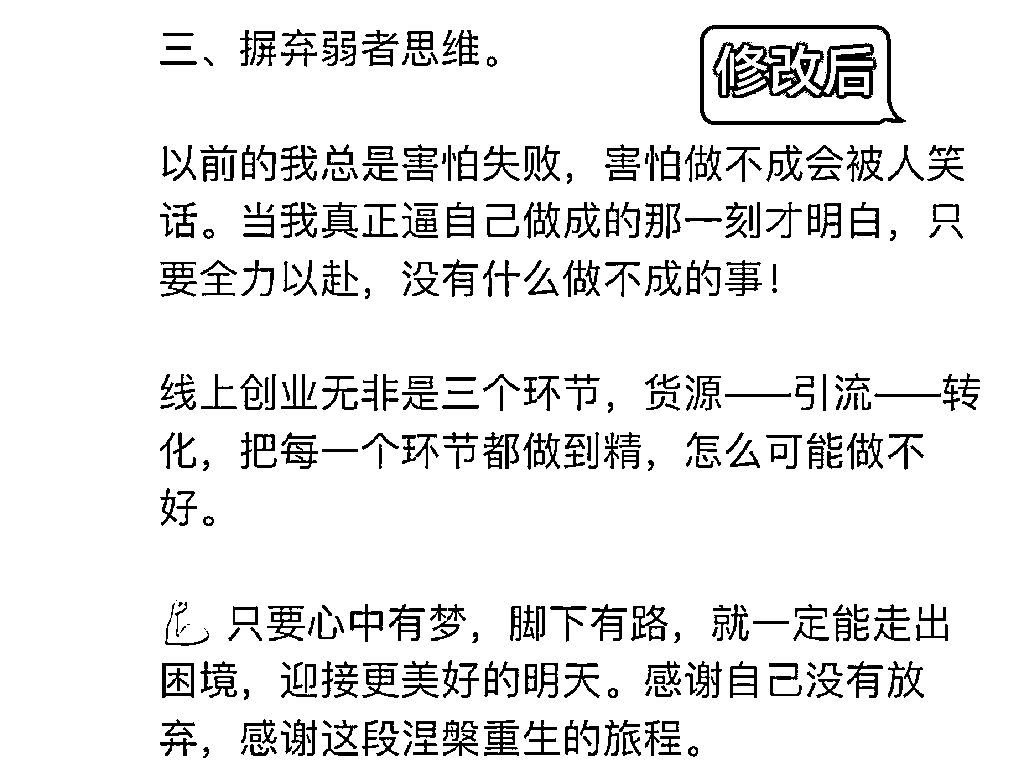 三、摒弃弱者思维。
修改后
以前的我总是害怕失败，害怕做不成会被人笑
话。当我真正逼自己做成的那一刻才明白，只
要全力以赴，没有什么做不成的事！
线上创业无非是三个环节，货源——引流——转
化，把每一个环节都做到精，怎么可能做不
好。
💪 只要心中有梦，脚下有路，就一定能走出
困境，迎接更美好的明天。感谢自己没有放
弃，感谢这段涅槃重生的旅程。